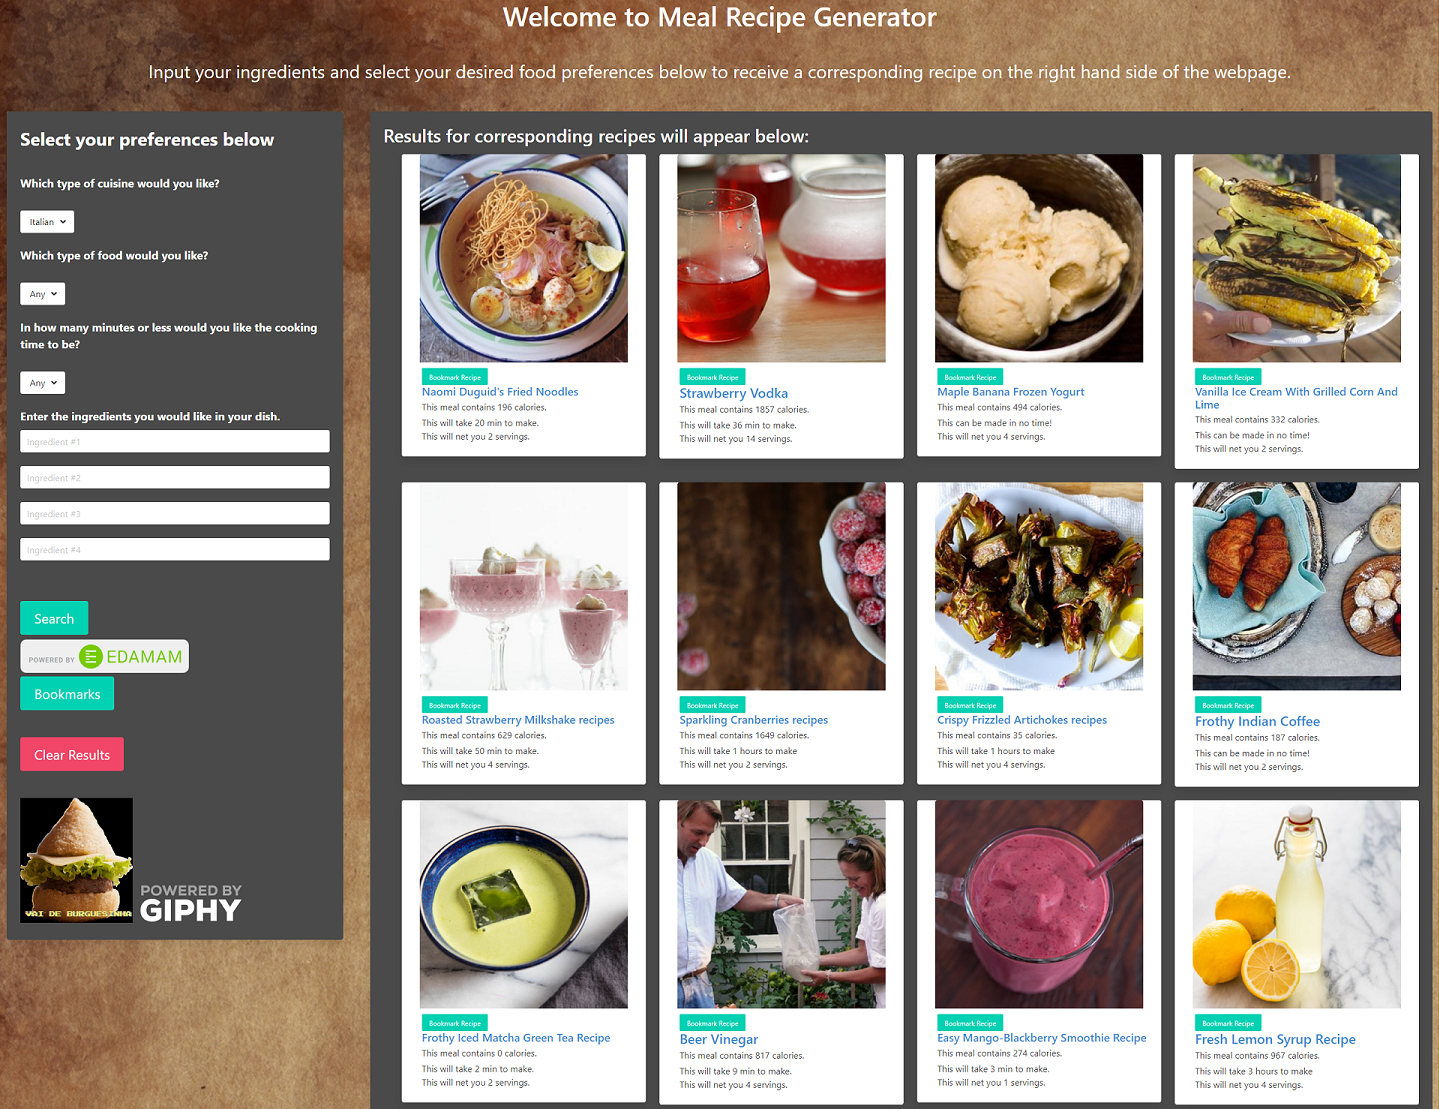 Welcome to Meal Recipe Generator
Input your ingredients and select your desired food preferences below to receive a corresponding recipe on the right hand side of the webpage.
Select your preferences below
Which type of cuisine would you like?
Italian
Which type of food would you like?
Any
In how many minutes or less would you like the cooking
time to be?
Any
Enter the ingredients you would like in your dish.
Ingredient #1
Ingredient #2
Ingredient #3
Ingredient #4
Search
POWERED BY EDAMAM
Bookmarks
Clear Results
VAI DE BURGUESINHA
POWERED BY
GIPHY
Results for corresponding recipes will appear below:
Bookmark Recipe
Naomi Duguid's Fried Noodles
This meal contains 196 calories.
This will take 20 min to make.
This will net you 2 servings.
Bookmark Recipe
Strawberry Vodka
This meal contains 1857 calories.
This will take 36 min to make.
This will net you 14 servings.
Bookmark Recipe
Maple Banana Frozen Yogurt
This meal contains 494 calories.
This can be made in no time!
This will net you 4 servings.
Bookmark Recipe
Vanilla Ice Cream With Grilled Corn And
Lime
This meal contains 332 calories.
This can be made in no time!
This will net you 2 servings.
Bookmark Recipe
Roasted Strawberry Milkshake recipes
This meal contains 629 calories.
This will take 50 min to make.
This will net you 4 servings.
Bookmark Recipe
Sparkling Cranberries recipes
This meal contains 1649 calories.
This will take 1 hours to make
This will net you 2 servings.
Bookmark Recipe
Crispy Frizzled Artichokes recipes
This meal contains 35 calories.
This will take 1 hours to make
This will net you 4 servings.
Bookmark Recipe
Frothy Indian Coffee
This meal contains 187 calories.
This can be made in no time!
This will net you 2 servings.
Bookmark Recipe
Frothy Iced Matcha Green Tea Recipe
This meal contains 0 calories.
This will take 2 min to make.
This will net you 2 servings.
Bookmark Recipe
Beer Vinegar
This meal contains 817 calories.
This will take 9 min to make.
This will net you 4 servings.
Bookmark Recipe
Easy Mango-Blackberry Smoothie Recipe
This meal contains 274 calories.
This will take 3 min to make.
This will net you 1 servings.
Bookmark Recipe
Fresh Lemon Syrup Recipe
This meal contains 967 calories.
This will take 3 hours to make
This will net you 4 servings.